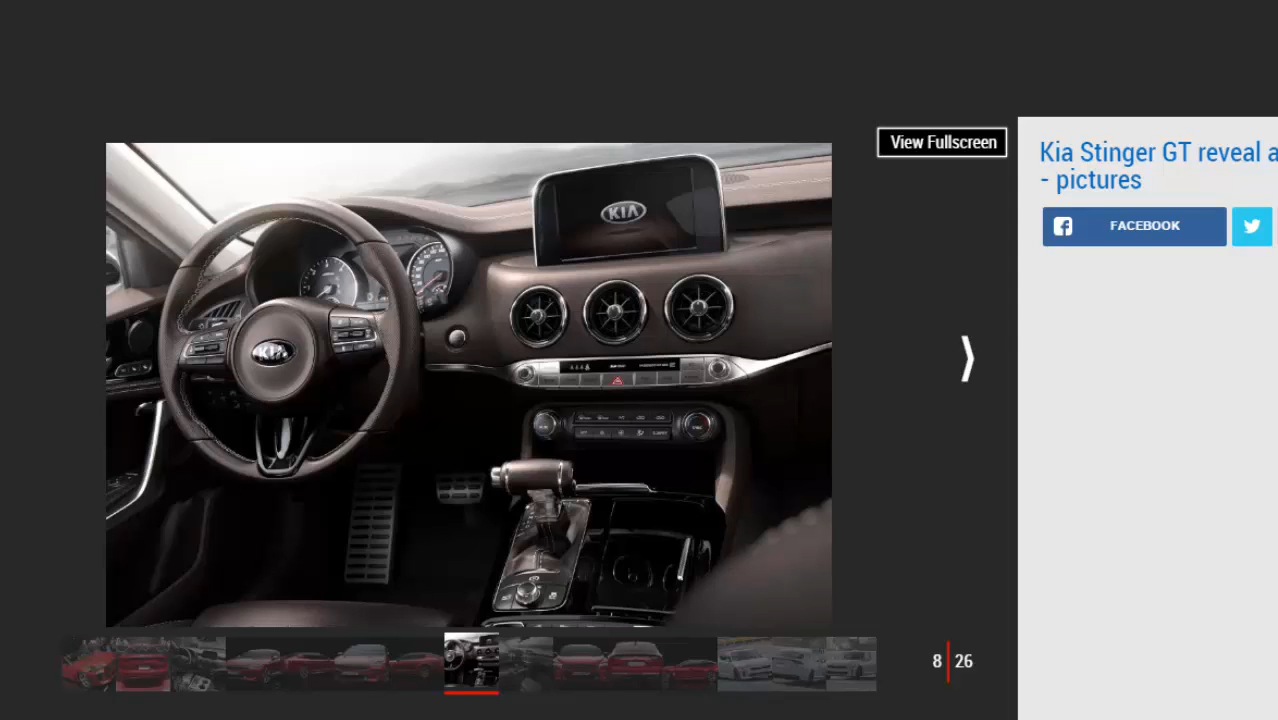 View Fullscreen
Kia Stinger GT reveal a
- pictures
FACEBOOK
KIA
KIA
8 26